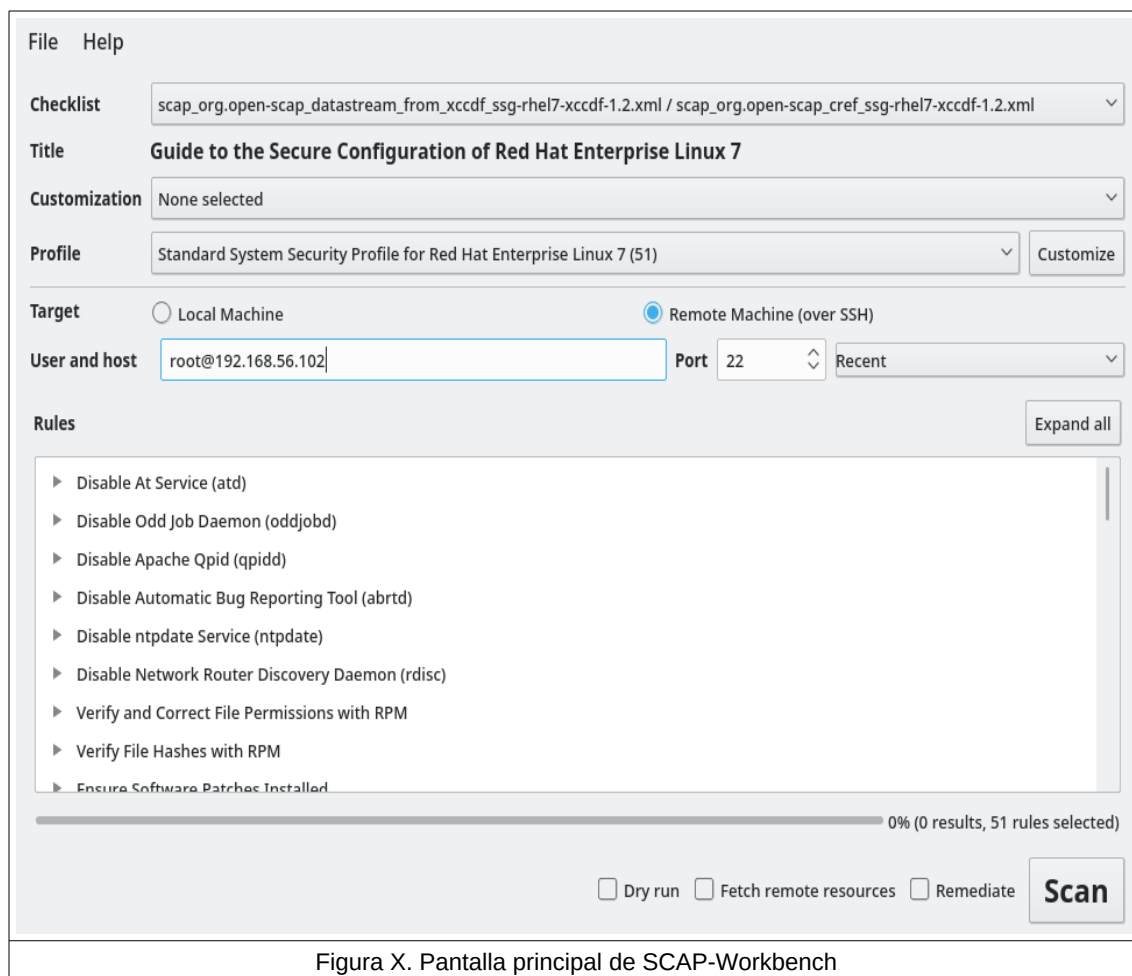 File Help
Checklist scap_org.open-scap_datastream_from_xccdf_ssg-rhel7-xccdf-1.2.xml / scap_org.open-scap_cref_ssg-rhel7-xccdf-1.2.xml
Title Guide to the Secure Configuration of Red Hat Enterprise Linux 7
Customization None selected
Profile Standard System Security Profile for Red Hat Enterprise Linux 7 (51) Customize
Target Local Machine Remote Machine (over SSH)
User and host root@192.168.56.102 Port 22 Recent
Rules Expand all
Disable At Service (atd)
Disable Odd Job Daemon (oddjobd)
Disable Apache Qpid (qpidd)
Disable Automatic Bug Reporting Tool (abrtd)
Disable ntpdate Service (ntpdate)
Disable Network Router Discovery Daemon (rdisc)
Verify and Correct File Permissions with RPM
Verify File Hashes with RPM
Ensure Software Patches Installed
0% (0 results, 51 rules selected)
Dry run Fetch remote resources Remediate Scan
Figura X. Pantalla principal de SCAP-Workbench